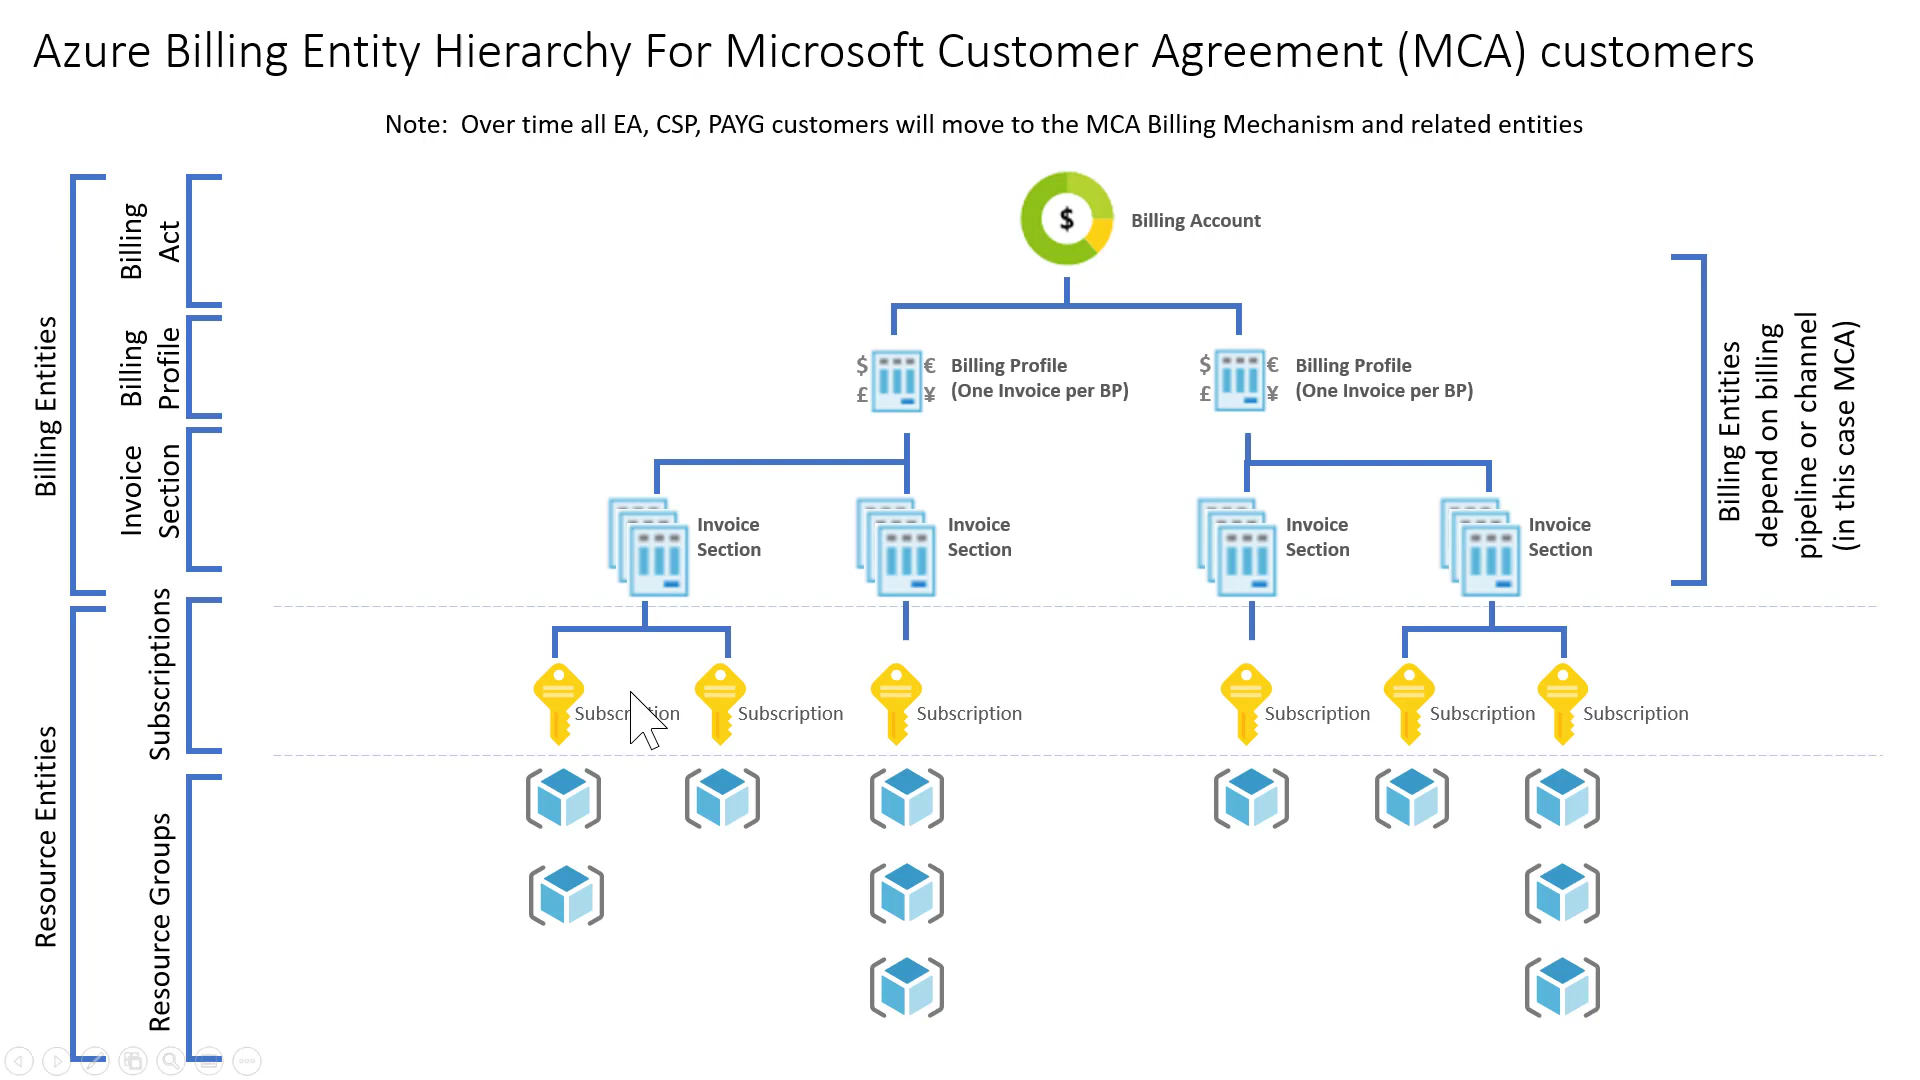 Azure Billing Entity Hierarchy For Microsoft Customer Agreement (MCA) customers
Note: Over time all EA, CSP, PAYG customers will move to the MCA Billing Mechanism and related entities
Billing Entities
Billing
Act
Billing
Profile
Invoice
Section
Resource Entities
Subscriptions
Resource Groups
$
Billing Account
$ € £ ¥
Billing Profile
(One Invoice per BP)
$ € £ ¥
Billing Profile
(One Invoice per BP)
Invoice
Section
Invoice
Section
Invoice
Section
Invoice
Section
Subscription
Subscription
Subscription
Subscription
Subscription
Subscription
Billing Entities
depend on billing
pipeline or channel
(in this case MCA)